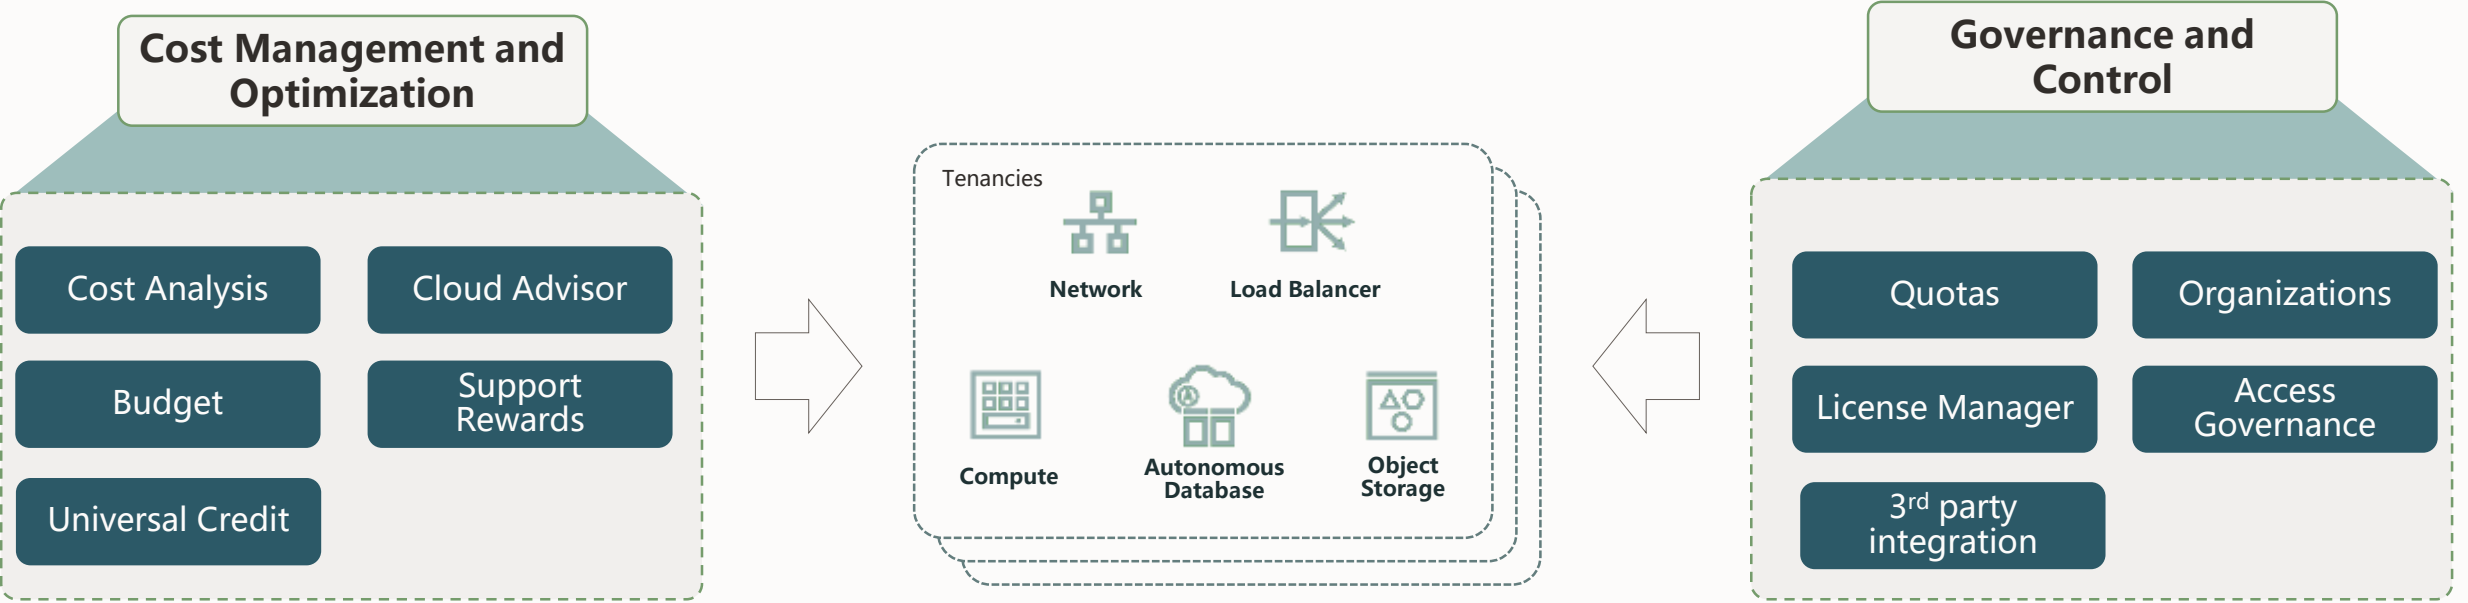 Cost Management and
Optimization
Cost Analysis
Cloud Advisor
Budget
Support
Rewards
Universal Credit
Tenancies
Network
Load Balancer
Compute
Autonomous
Database
Object
Storage
Governance and
Control
Quotas
Organizations
License Manager
Access
Governance
3rd party
integration